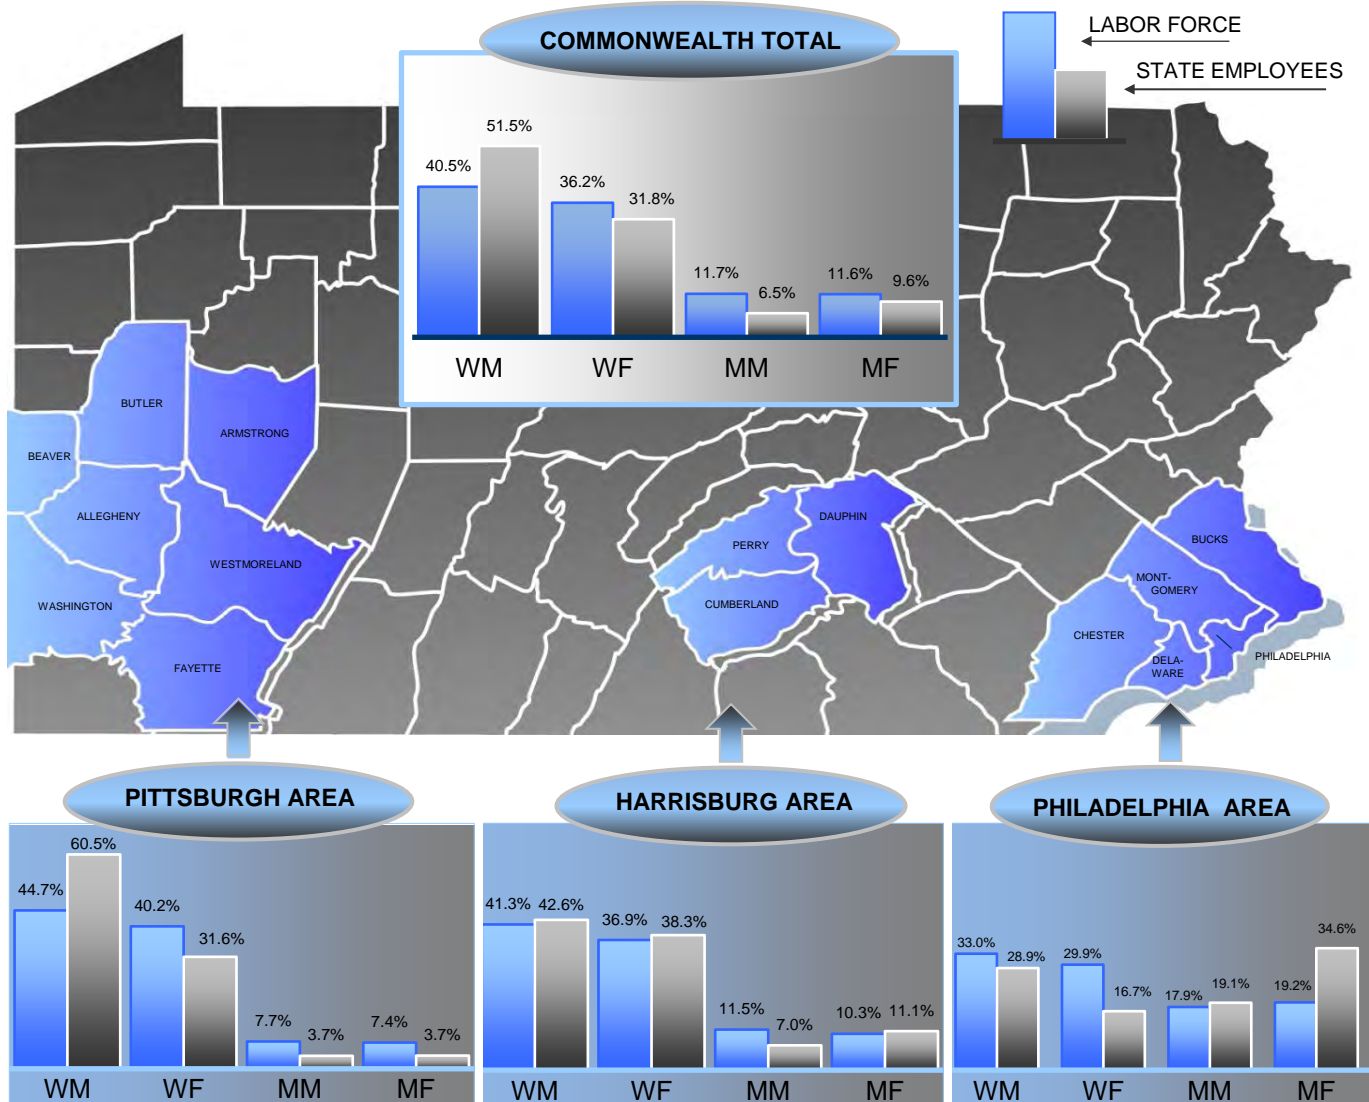 COMMONWEALTH TOTAL
LABOR FORCE
STATE EMPLOYEES
40.5%
51.5%
36.2%
31.8%
11.7%
6.5%
11.6%
9.6%
WM WF MM MF
BUTLER
ARMSTRONG
BEAVER
ALLEGHENY
WESTMORELAND
WASHINGTON
FAYETTE
DAUPHIN
PERRY
CUMBERLAND
BUCKS
MONT-
GOMERY
CHESTER
DELA-
WARE
PHILADELPHIA
PITTSBURGH AREA
44.7%
60.5%
40.2%
31.6%
7.7%
3.7%
7.4%
3.7%
WM WF MM MF
HARRISBURG AREA
41.3%
42.6%
36.9%
38.3%
11.5%
7.0%
10.3%
11.1%
WM WF MM MF
PHILADELPHIA AREA
33.0%
28.9%
29.9%
16.7%
17.9%
19.1%
19.2%
34.6%
WM WF MM MF